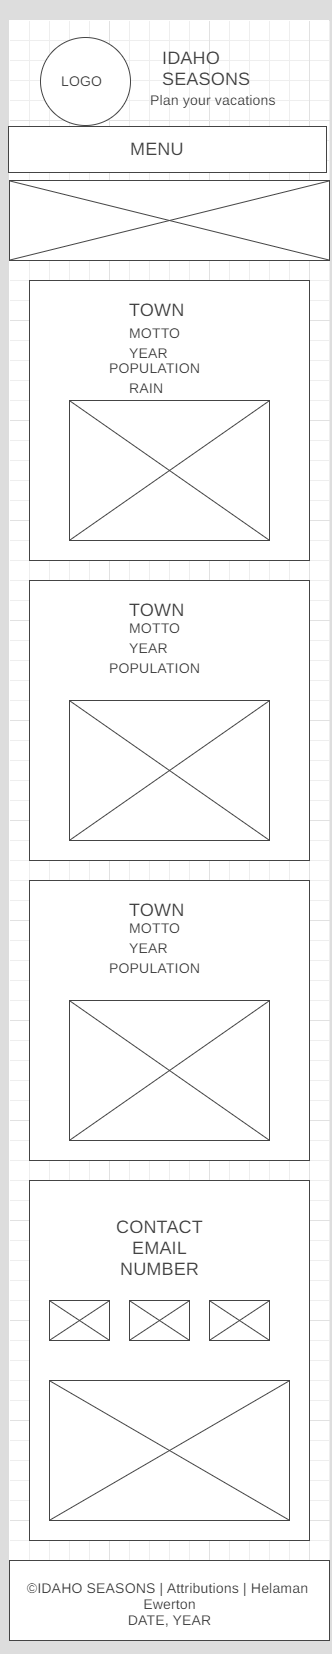 LOGO
IDAHO
SEASONS
Plan your vacations
MENU
TOWN
MOTTO
YEAR
POPULATION
RAIN
TOWN
MOTTO
YEAR
POPULATION
TOWN
MOTTO
YEAR
POPULATION
CONTACT
EMAIL
NUMBER
©IDAHO SEASONS | Attributions | Helaman
Ewerton
DATE, YEAR